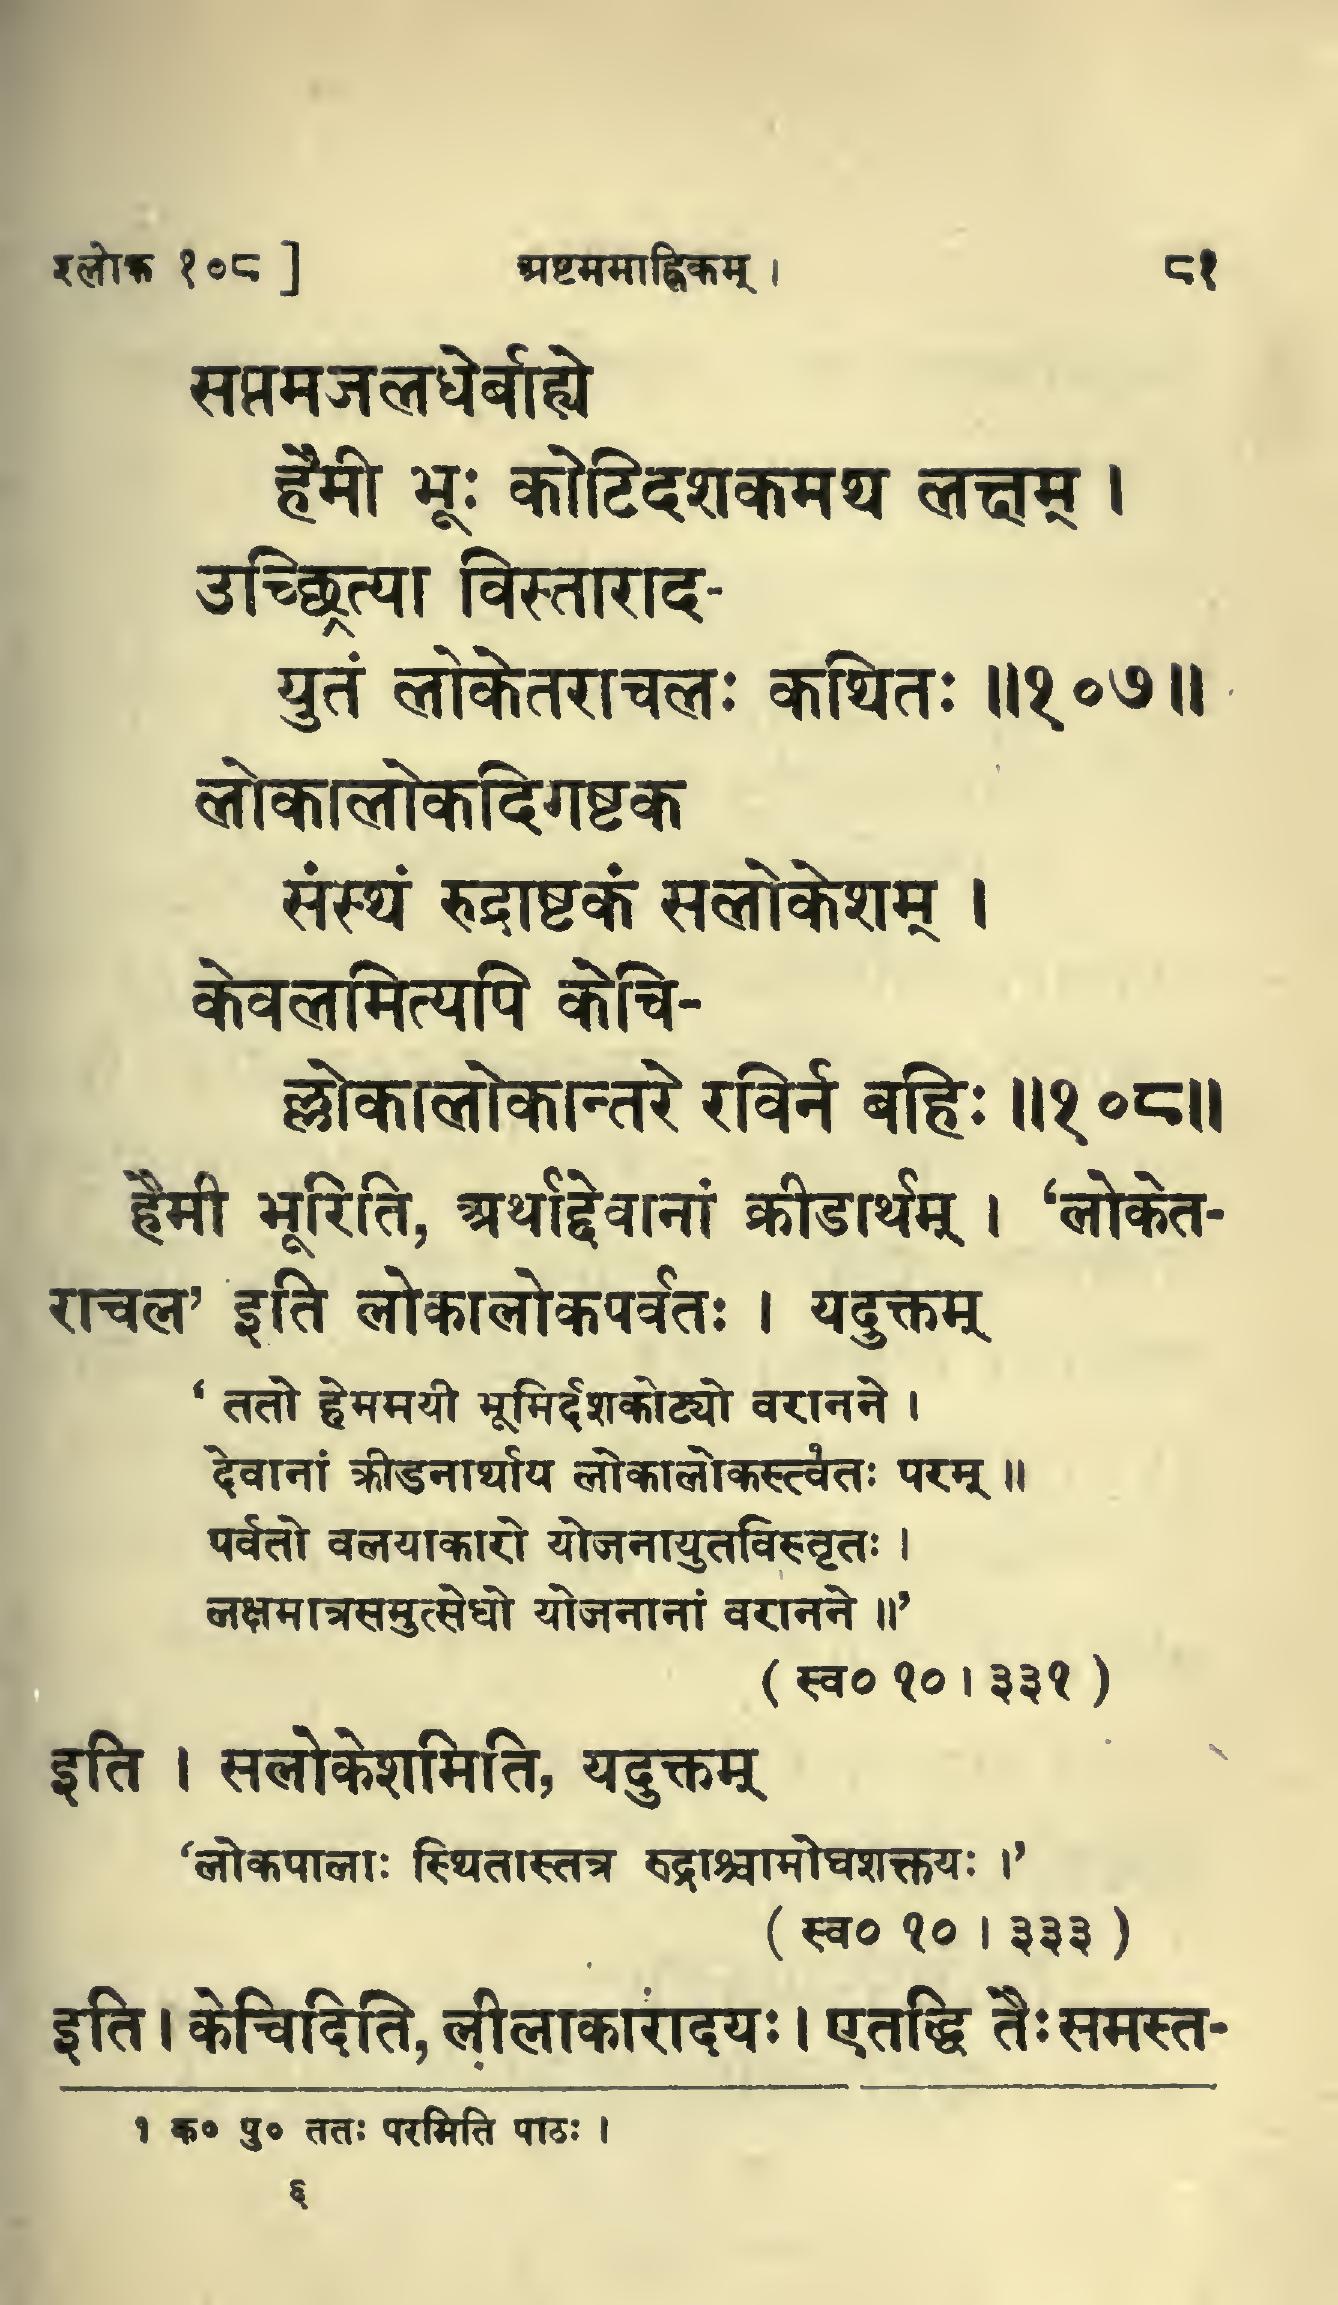 श्लोक १०८ ] अष्टममाह्निकम् । ८१
सप्तमजलधेर्बाह्ये
हैमी भूः कोटिदशकमथ लक्षम् ।
उच्छ्रित्या विस्ताराद-
युतं लोकेतराचलः कथितः ॥१०७॥
लोकालोकदिगष्टक
संस्थं रुद्राष्टकं सलोकेशम् ।
केवलमित्यपि केचि-
ल्लोकालोकान्तरे रविर्न बहिः ॥१०८॥
हैमी भूरिति, अर्थाद्देवानां क्रीडार्थम् । ‘लोकेत-
राचल’ इति लोकालोकपर्वतः । यदुक्तम्
‘ ततो हेममयी भूमिर्दशकोट्यो वरानने ।
देवानां क्रीडनार्थाय लोकालोकस्त्व१तः परम् ॥
पर्वतो वलयाकारो योजनायुतविस्तृतः ।
लक्षमात्रसमुत्सेधो योजनानां वरानने ॥’
( स्व० १० । ३३१ )
इति । सलोकेशमिति, यदुक्तम्
‘लोकपालाः स्थितास्तत्र रुद्राश्चामोघशक्तयः ।’
( स्व० १० । ३३३ )
इति । केचिदिति, लीलाकारादयः । एतद्धि तैः समस्त-
१ क० पु० ततः परमिति पाठः ।
६